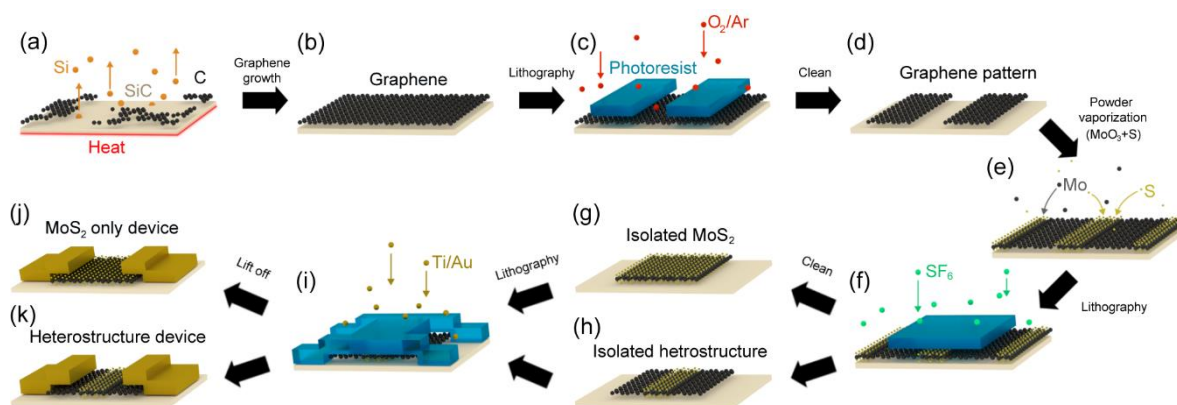 (a)
Si
SiC
C
Heat
Graphene
growth
(b)
Graphene
Lithography
(c)
O2/Ar
Photoresist
Clean
(d)
Graphene pattern
Powder
vaporization
(MoO3+S)
(e)
Mo
S
Lithography
(f)
SF6
Clean
(g)
Isolated MoS2
(h)
Isolated hetrostructure
Lithography
(i)
Ti/Au
Lift off
(j)
MoS2 only device
(k)
Heterostructure device